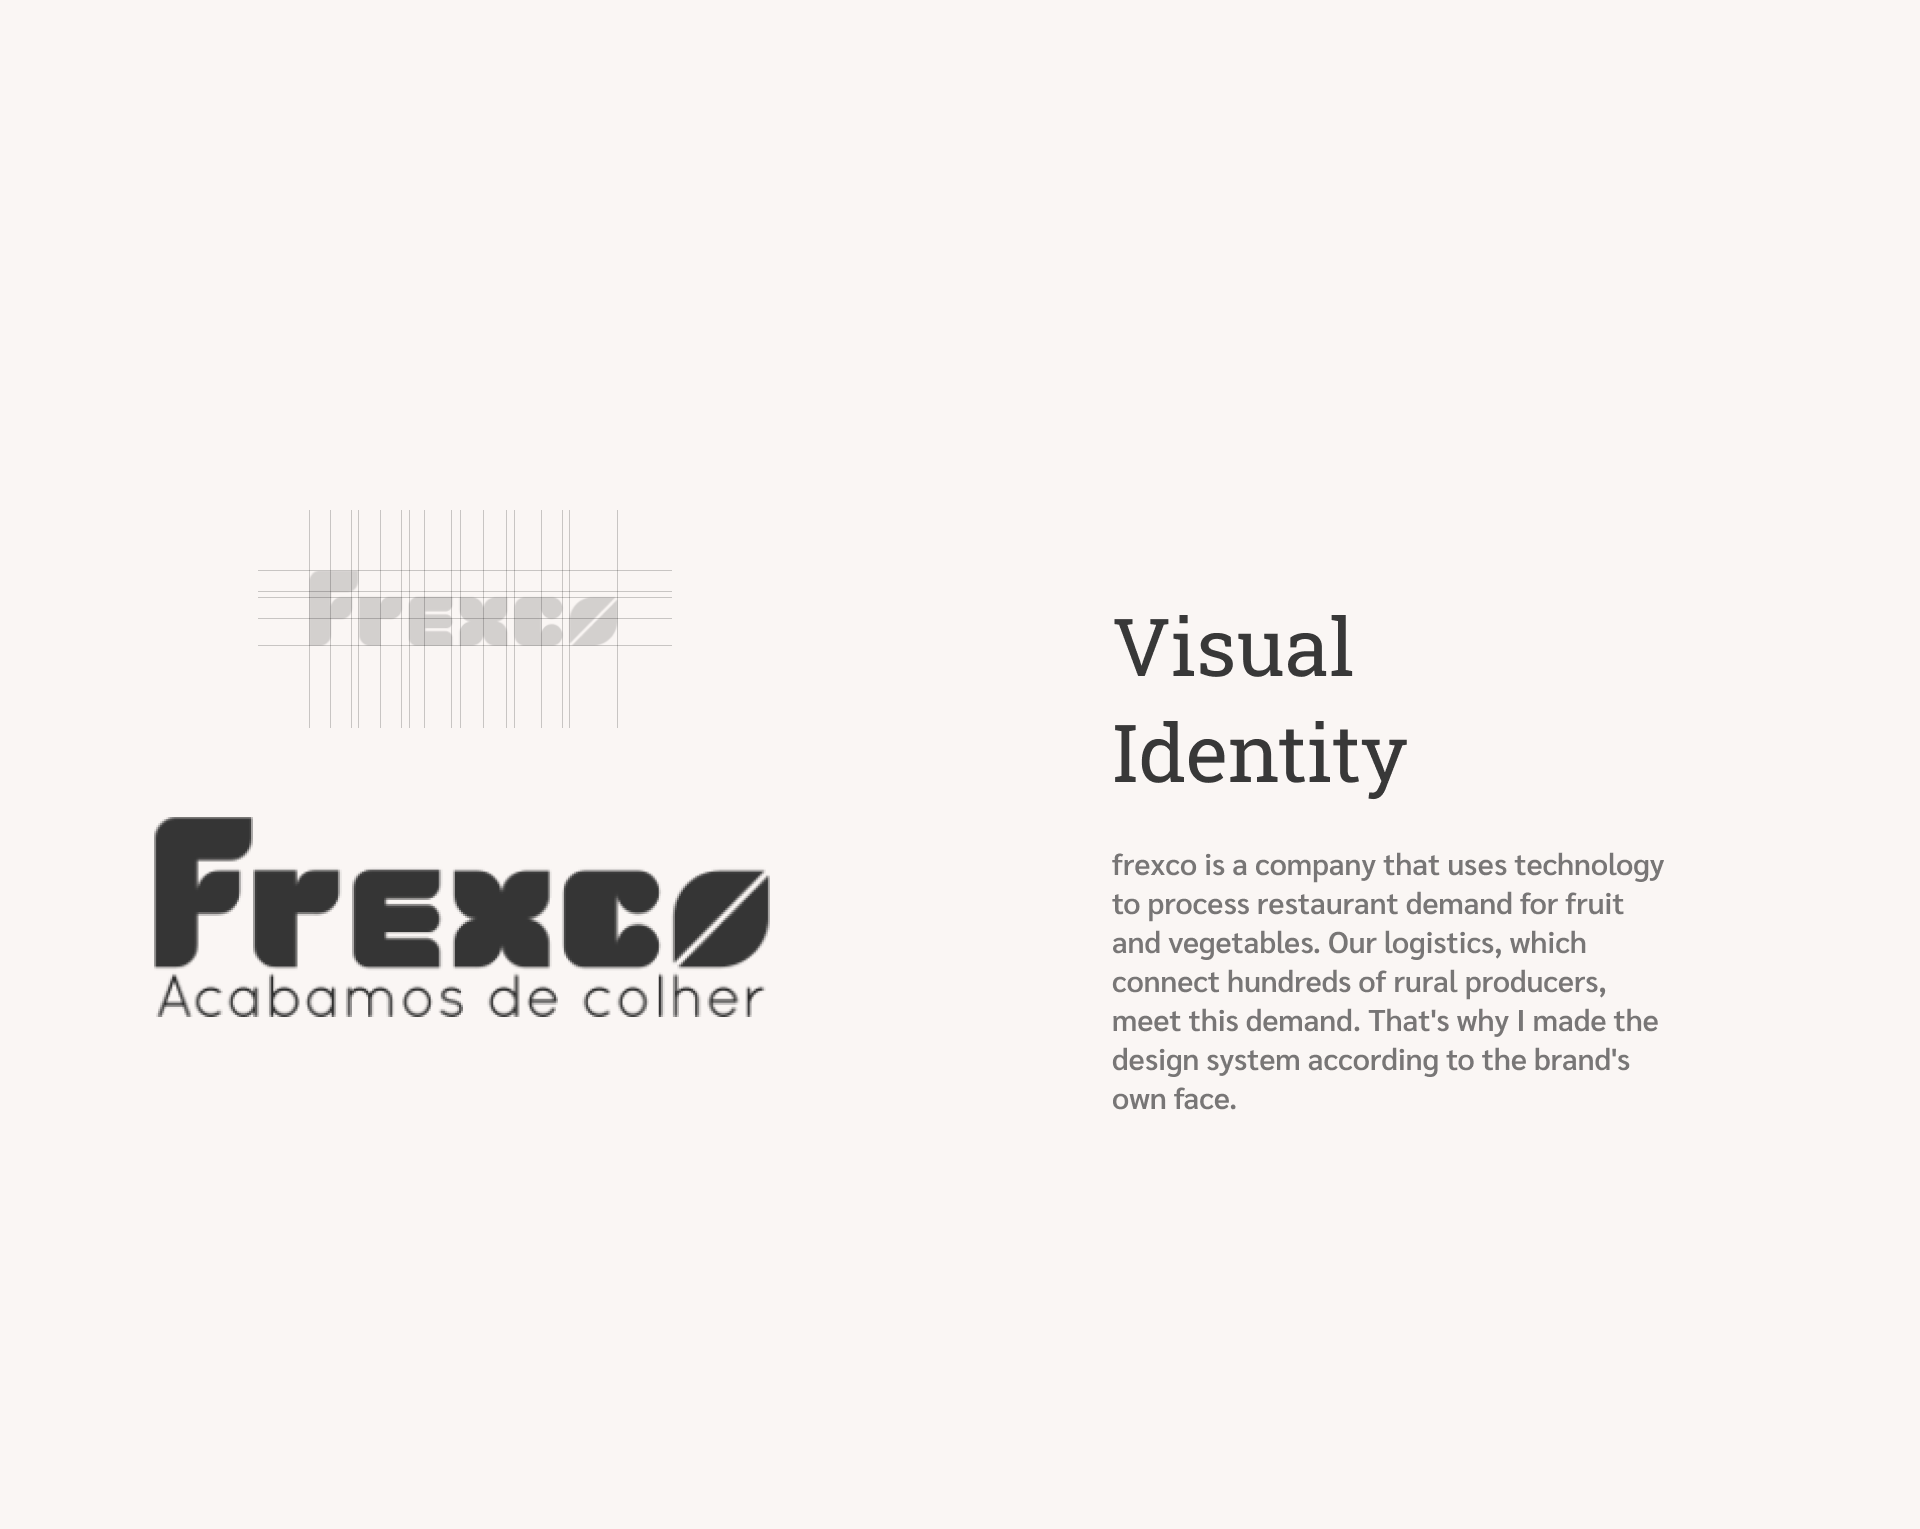 Frexco
Frexco
Acabamos de colher
Visual
Identity
frexco is a company that uses technology
to process restaurant demand for fruit
and vegetables. Our logistics, which
connect hundreds of rural producers,
meet this demand. That's why I made the
design system according to the brand's
own face.